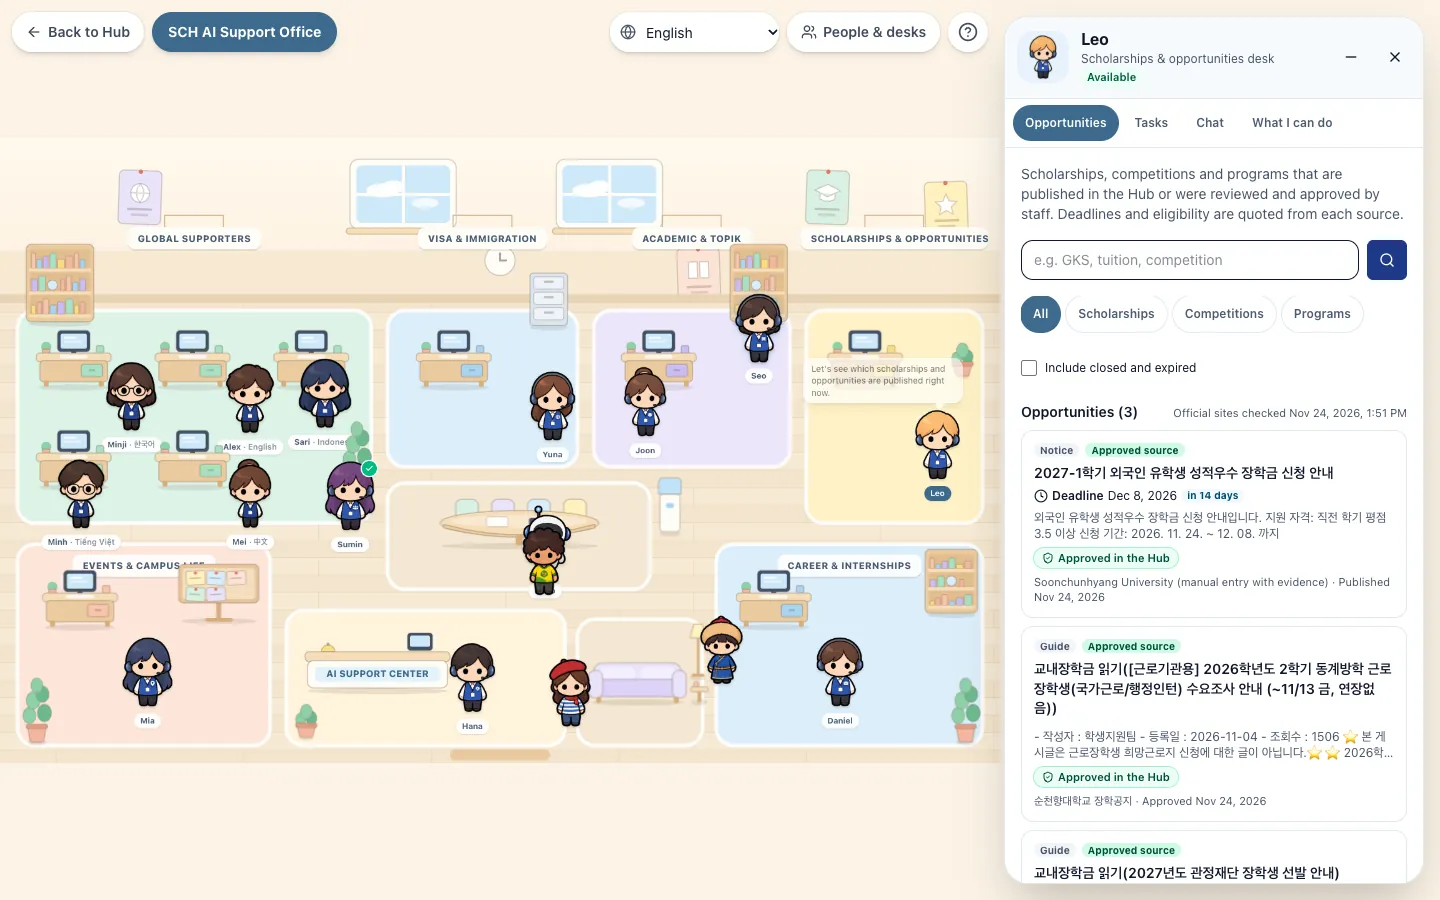 Back to Hub
SCH AI Support Office
English
People & desks
GLOBAL SUPPORTERS
VISA & IMMIGRATION
ACADEMIC & TOPIK
SCHOLARSHIPS & OPPORTUNITIES
Let's see which scholarships and
opportunities are published right
now.
Seo
Minji · 한국어
Alex · English
Sari
Yuna
Joon
Leo
Minh · Tiếng Việt
Mei · 中文
Sumin
EVENTS & CAMPUS
CAREER & INTERNSHIPS
AI SUPPORT CENTER
Mia
Hana
Daniel
Leo
Scholarships & opportunities desk
Available
Opportunities
Tasks
Chat
What I can do
Scholarships, competitions and programs that are
published in the Hub or were reviewed and approved by
staff. Deadlines and eligibility are quoted from each source.
e.g. GKS, tuition, competition
All
Scholarships
Competitions
Programs
Include closed and expired
Opportunities (3)
Official sites checked Nov 24, 2026, 1:51 PM
Notice
Approved source
2027-1학기 외국인 유학생 성적우수 장학금 신청 안내
Deadline Dec 8, 2026 in 14 days
외국인 유학생 성적우수 장학금 신청 안내입니다. 지원 자격: 직전 학기 평점
3.5 이상 신청 기간: 2026. 11. 24. ~ 12. 08. 까지
Approved in the Hub
Soonchunhyang University (manual entry with evidence) · Published
Nov 24, 2026
Guide
Approved source
교내장학금 읽기([근로기관용] 2026학년도 2학기 동계방학 근로
장학생(국가근로/행정인턴) 수요조사 안내 (~11/13 금, 연장없
음))
- 작성자 : 학생지원팀 - 등록일 : 2026-11-04 - 조회수 : 1506 ⭐ 본 게
시글은 근로장학생 희망근로지 신청에 대한 글이 아닙니다.⭐⭐ 2026학...
Approved in the Hub
순천향대학교 장학공지 · Approved Nov 24, 2026
Guide
Approved source
교내장학금 읽기(2027년도 관정재단 장학생 선발 안내)